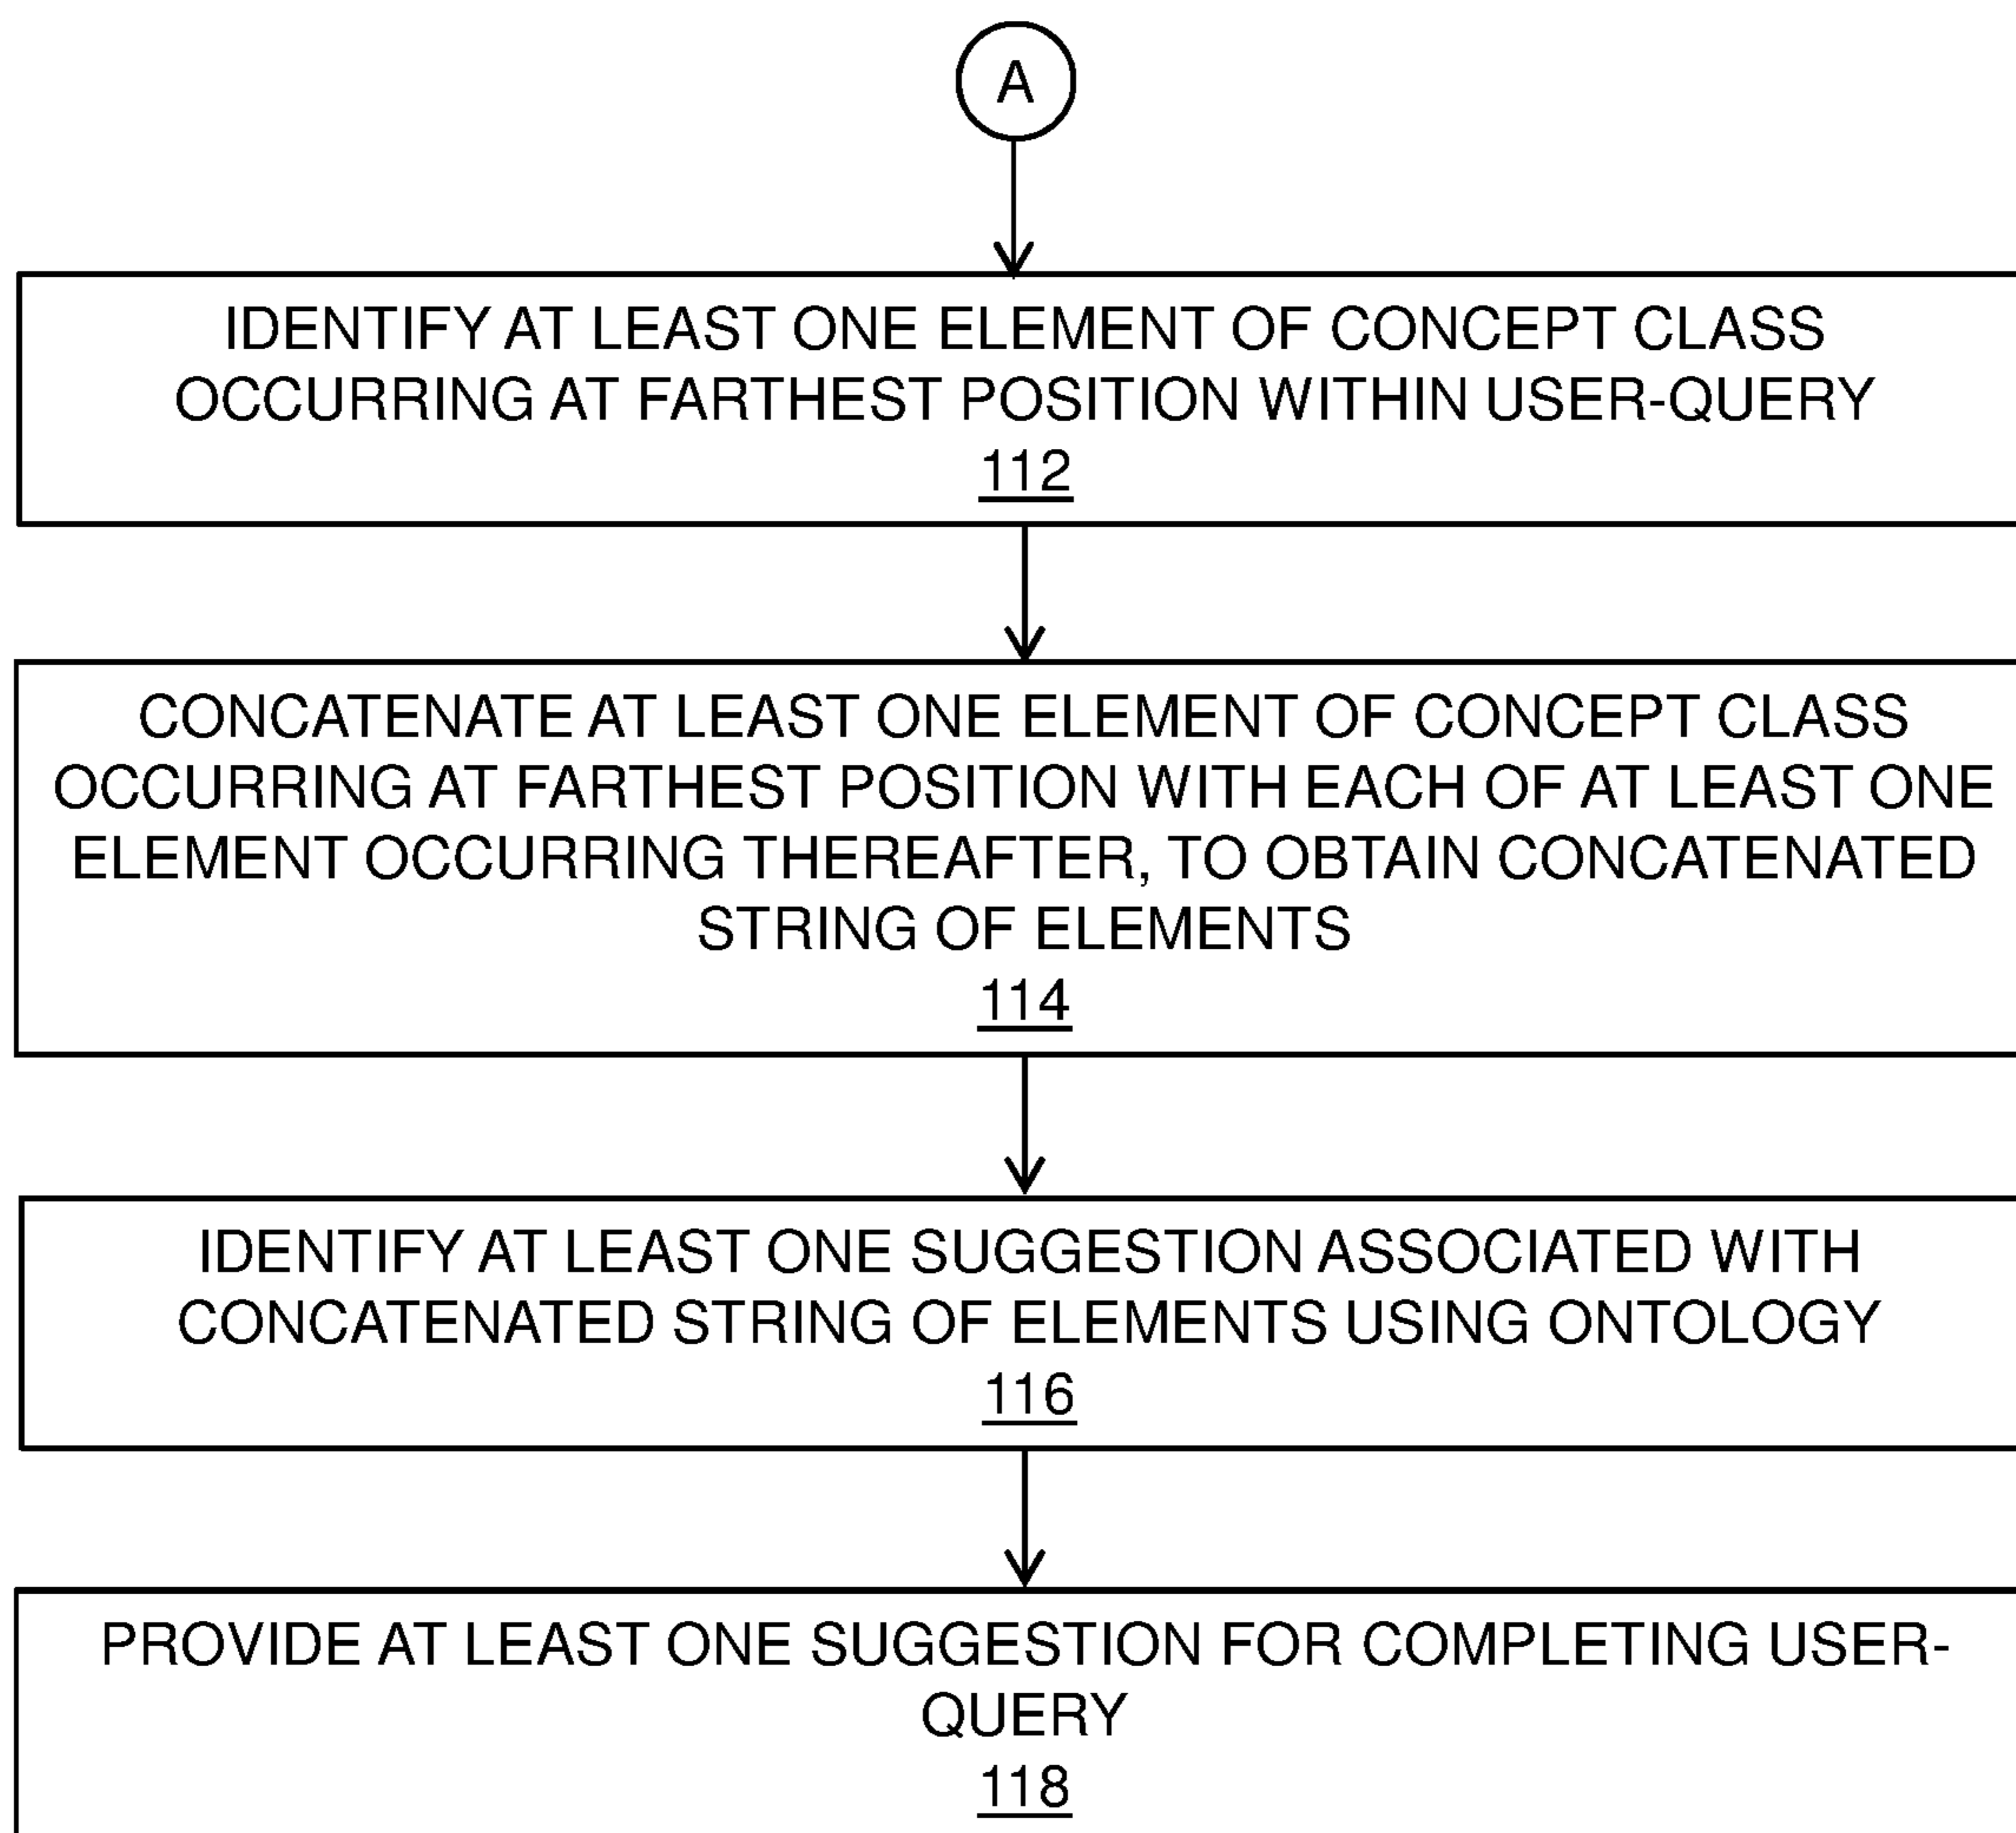 A
IDENTIFY AT LEAST ONE ELEMENT OF CONCEPT CLASS
OCCURRING AT FARTHEST POSITION WITHIN USER-QUERY
112
CONCATENATE AT LEAST ONE ELEMENT OF CONCEPT CLASS
OCCURRING AT FARTHEST POSITION WITH EACH OF AT LEAST ONE
ELEMENT OCCURRING THEREAFTER, TO OBTAIN CONCATENATED
STRING OF ELEMENTS
114
IDENTIFY AT LEAST ONE SUGGESTION ASSOCIATED WITH
CONCATENATED STRING OF ELEMENTS USING ONTOLOGY
116
PROVIDE AT LEAST ONE SUGGESTION FOR COMPLETING USER-
QUERY
118